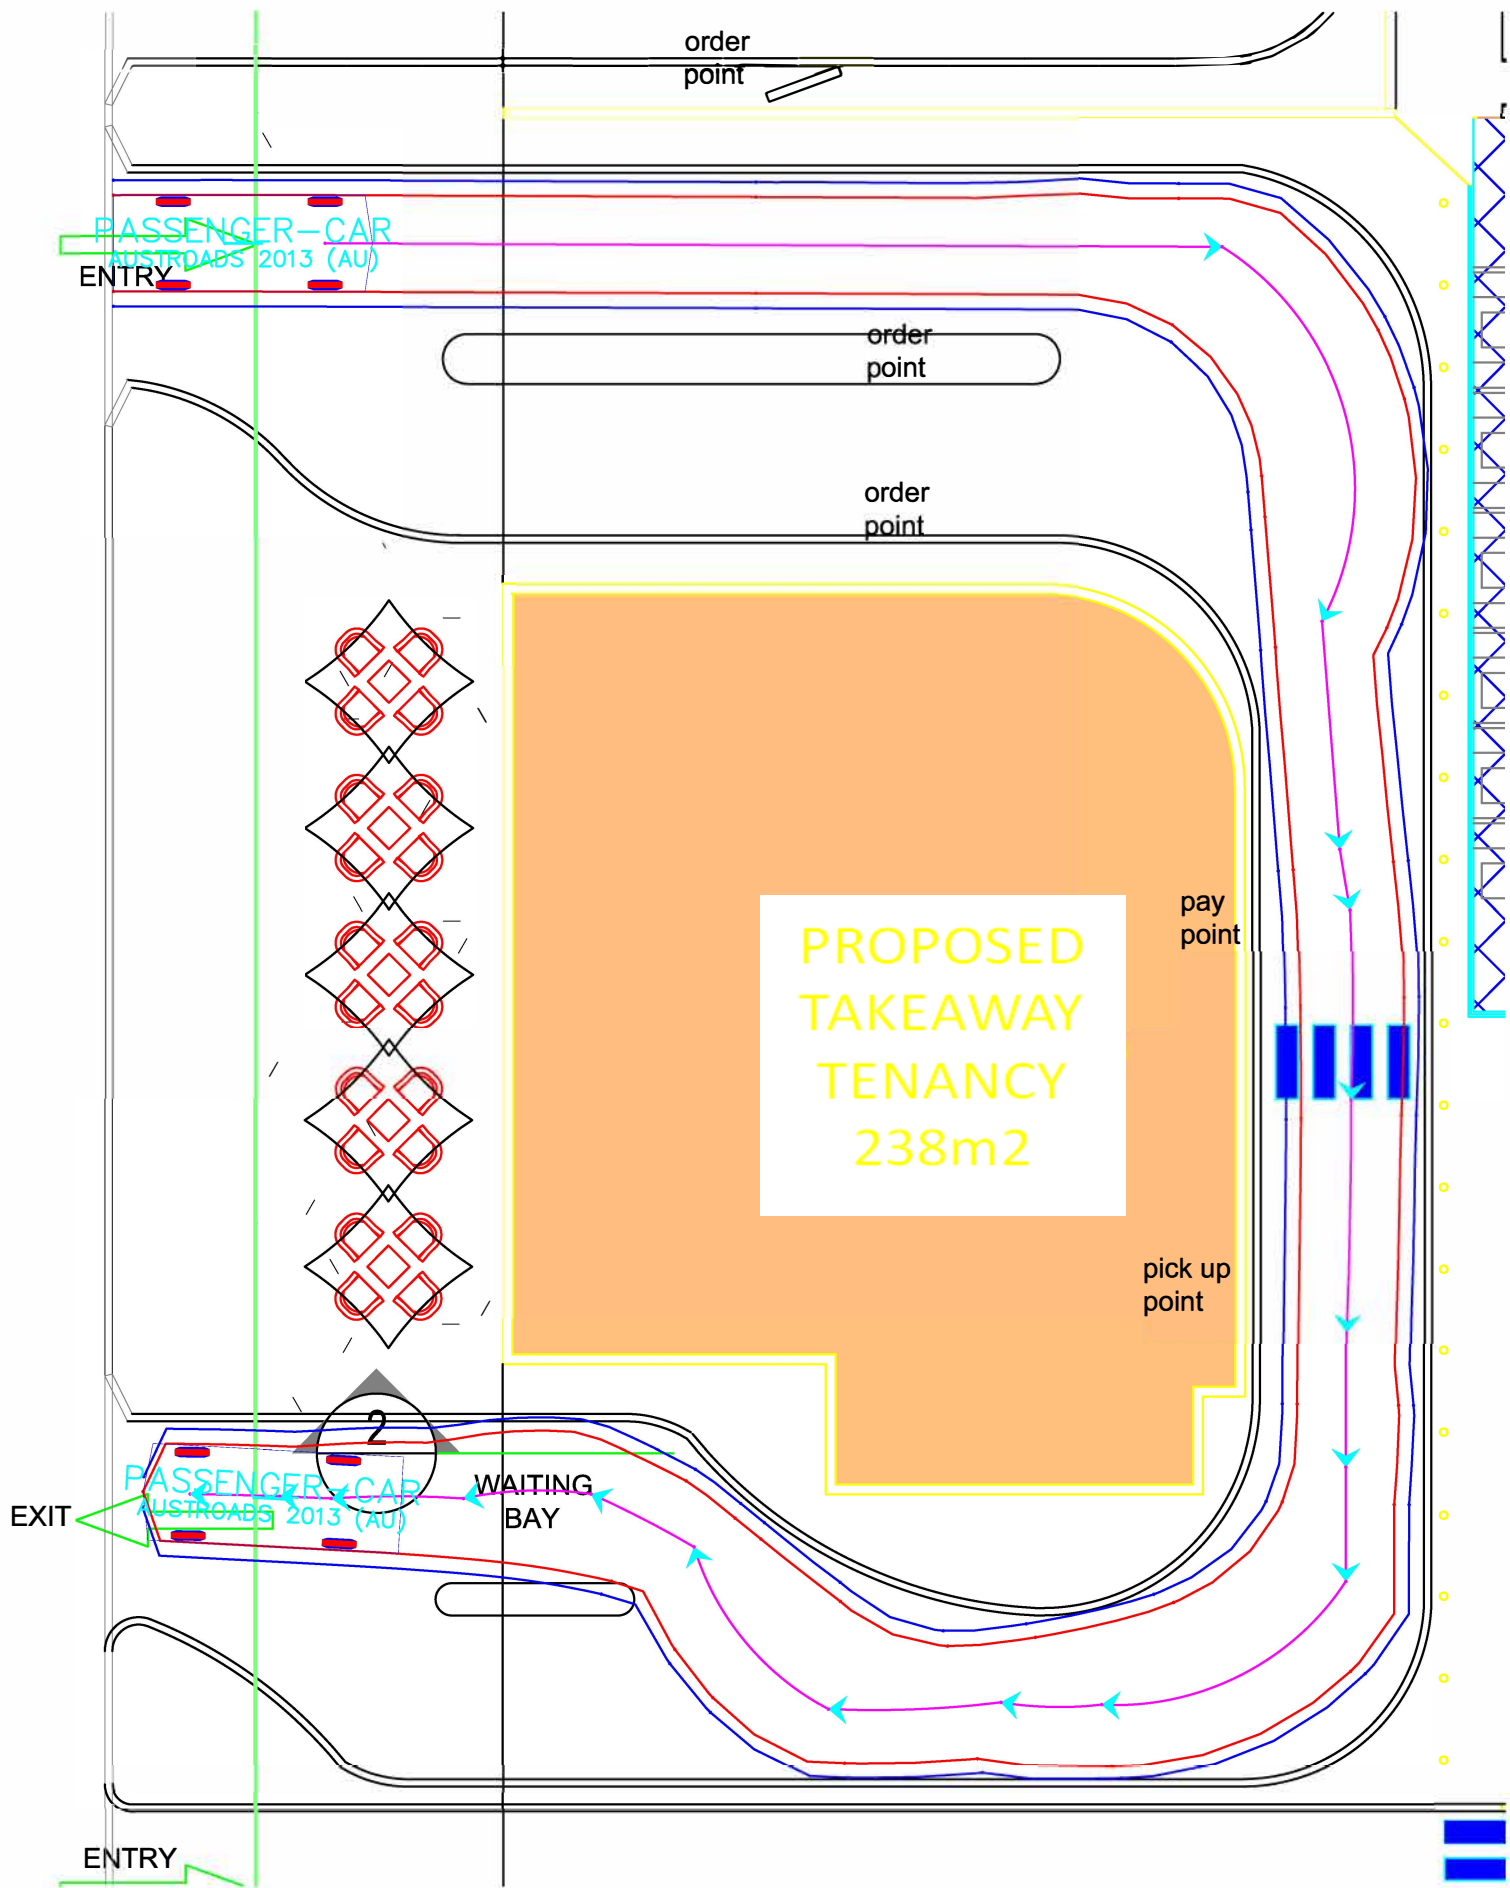 order
point
PASSENGER-CAR
AUSTROADS 2013 (AU)
ENTRY
order
point
order
point
pay
point
PROPOSED
TAKEAWAY
TENANCY
238m2
pick up
point
2
PASSENGER-CAR
AUSTROADS 2013 (AU)
WAITING
BAY
EXIT
ENTRY